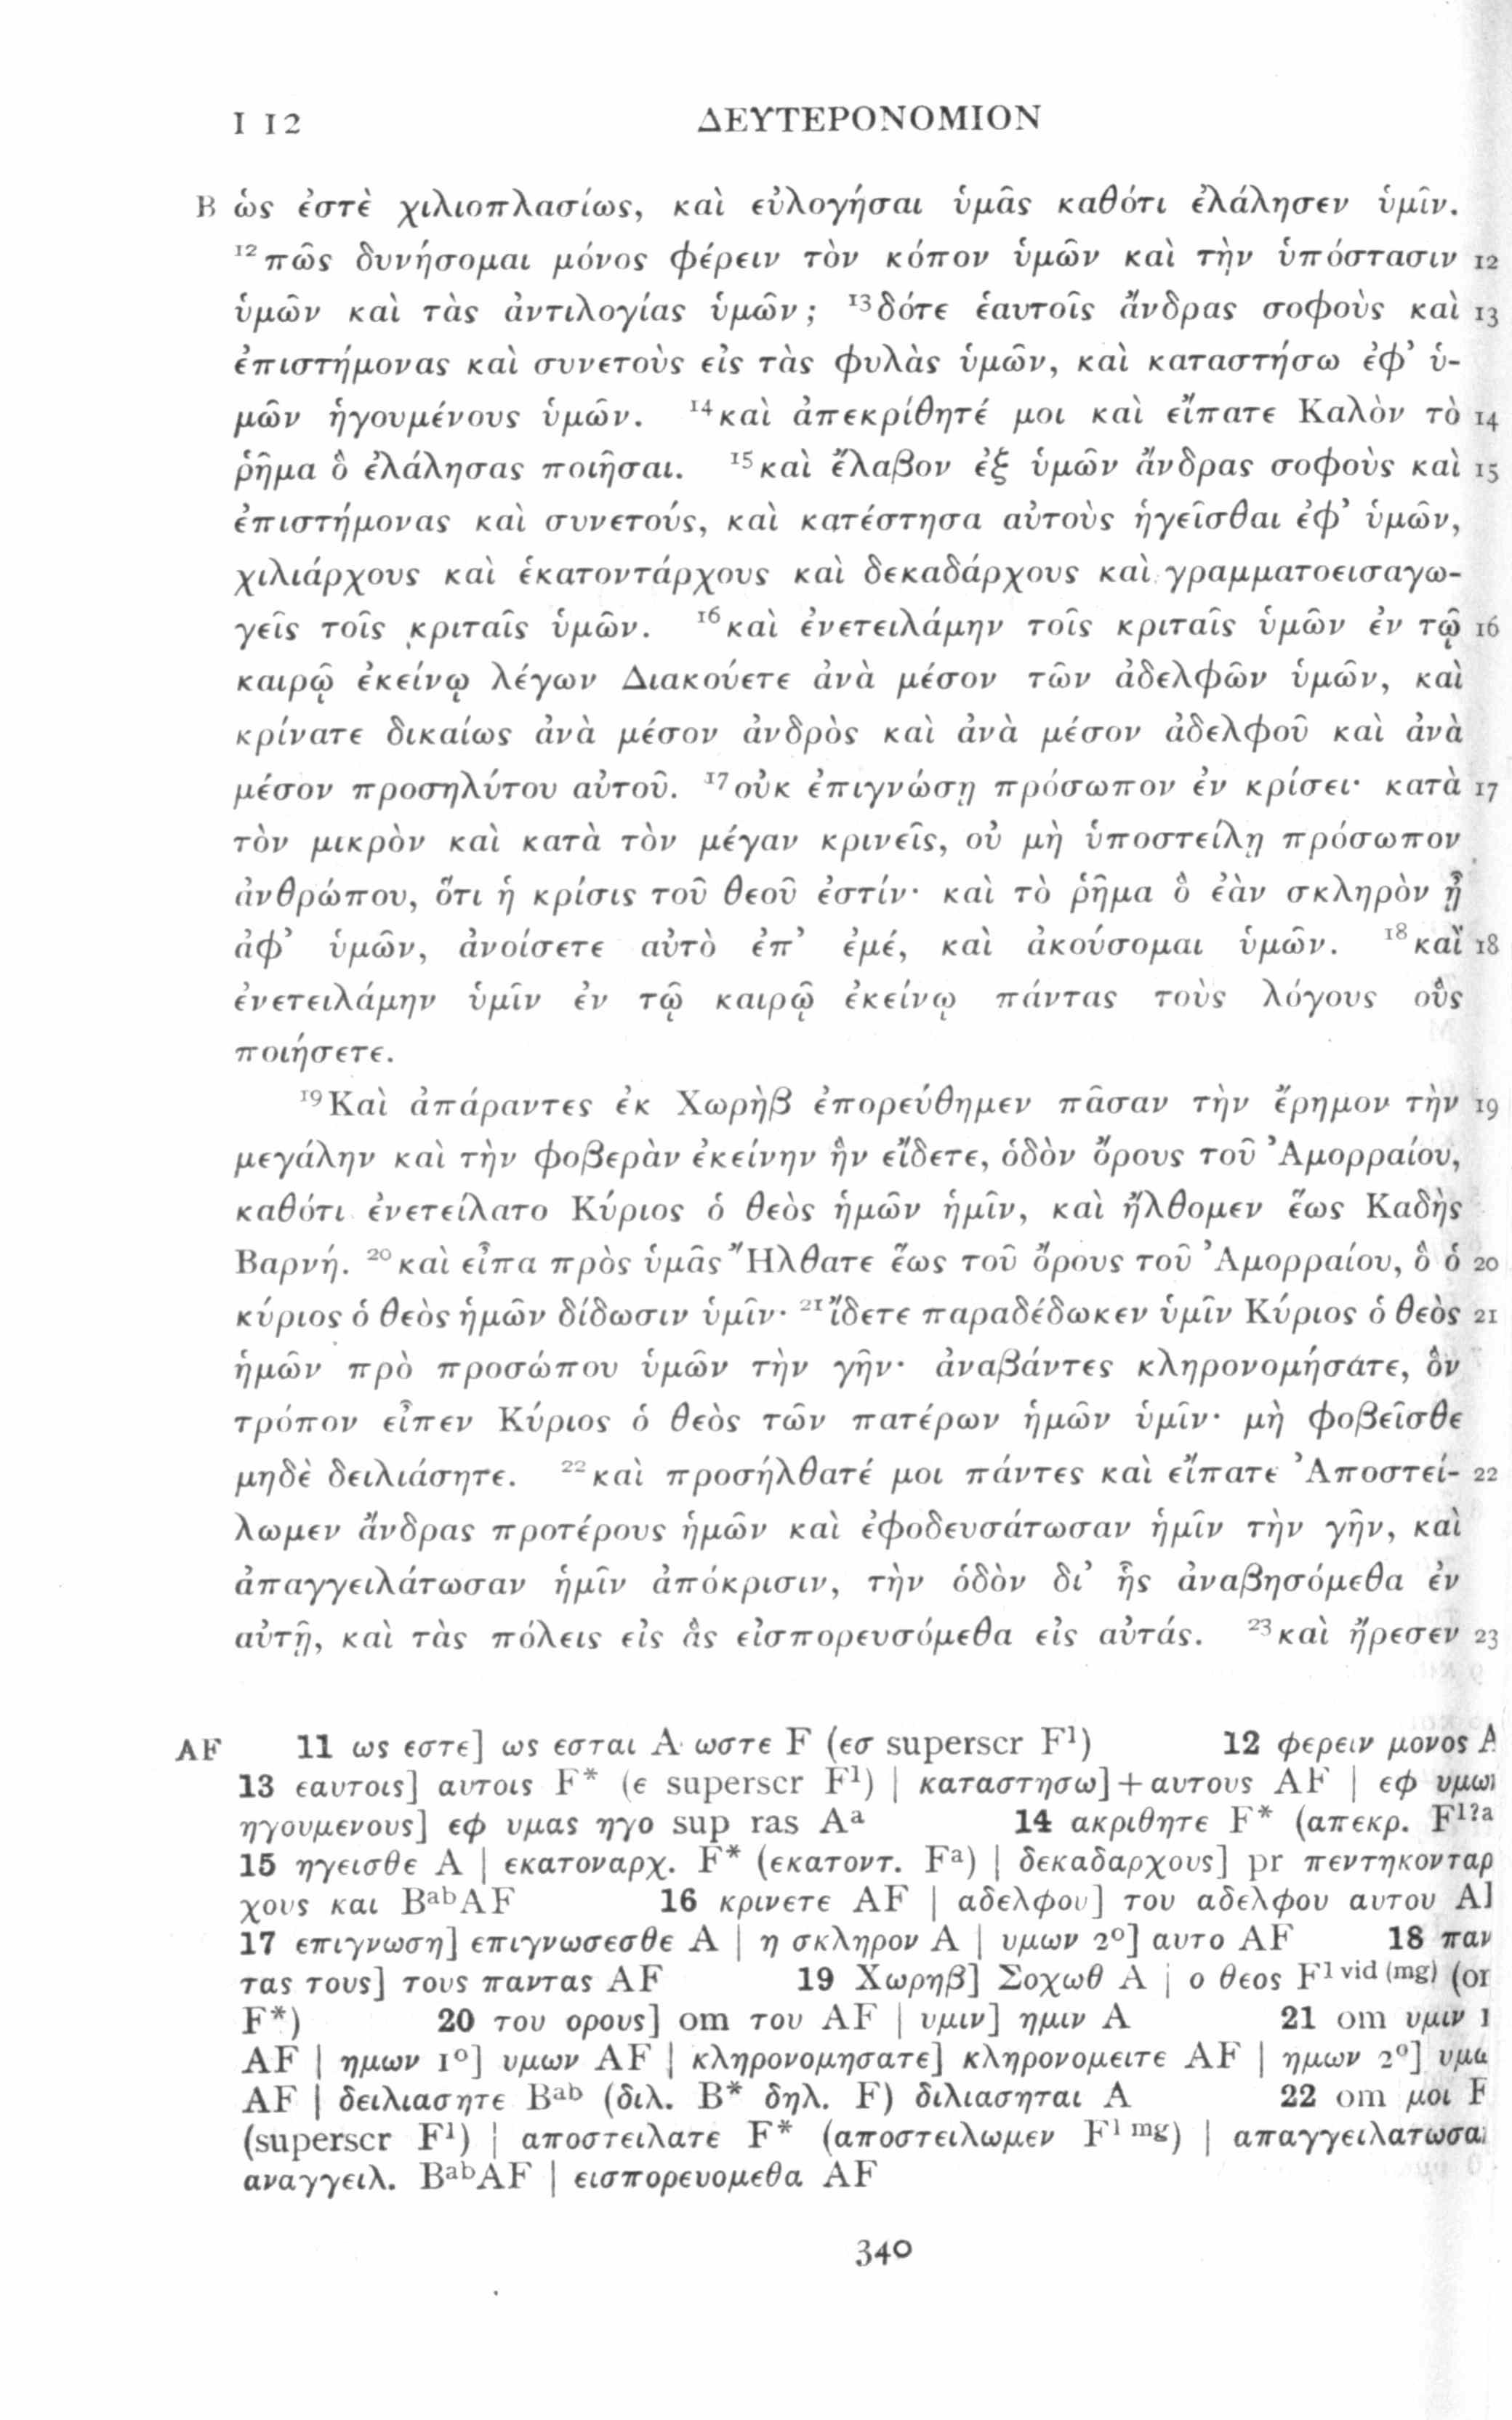 I 12 ΔΕΥΤΕΡΟΝΟΜΙΟΝ
B ὡς ἐστὲ χιλιοπλασίως, καὶ εὐλογήσαι ὑμᾶς καθότι ἐλάλησεν ὑμῖν.
¹²πῶς δυνήσομαι μόνος φέρειν τὸν κόπον ὑμῶν καὶ τὴν ὑπόστασιν 12
ὑμῶν καὶ τὰς ἀντιλογίας ὑμῶν; ¹³δότε ἑαυτοῖς ἄνδρας σοφοὺς καὶ 13
ἐπιστήμονας καὶ συνετοὺς εἰς τὰς φυλὰς ὑμῶν, καὶ καταστήσω ἐφ᾽ ὑ-
μῶν ἡγουμένους ὑμῶν. ¹⁴καὶ ἀπεκρίθητέ μοι καὶ εἴπατε Καλὸν τὸ 14
ῥῆμα ὃ ἐλάλησας ποιῆσαι. ¹⁵καὶ ἔλαβον ἐξ ὑμῶν ἄνδρας σοφοὺς καὶ 15
ἐπιστήμονας καὶ συνετούς, καὶ κατέστησα αὐτοὺς ἡγεῖσθαι ἐφ᾽ ὑμῶν,
χιλιάρχους καὶ ἑκατοντάρχους καὶ δεκαδάρχους καὶ γραμματοεισαγω-
γεῖς τοῖς κριταῖς ὑμῶν. ¹⁶καὶ ἐνετειλάμην τοῖς κριταῖς ὑμῶν ἐν τῷ 16
καιρῷ ἐκείνῳ λέγων Διακούετε ἀνὰ μέσον τῶν ἀδελφῶν ὑμῶν, καὶ
κρίνατε δικαίως ἀνὰ μέσον ἀνδρὸς καὶ ἀνὰ μέσον ἀδελφοῦ καὶ ἀνὰ
μέσον προσηλύτου αὐτοῦ. ¹⁷οὐκ ἐπιγνώσῃ πρόσωπον ἐν κρίσει· κατὰ 17
τὸν μικρὸν καὶ κατὰ τὸν μέγαν κρινεῖς, οὐ μὴ ὑποστείλῃ πρόσωπον
ἀνθρώπου, ὅτι ἡ κρίσις τοῦ θεοῦ ἐστίν· καὶ τὸ ῥῆμα ὃ ἐὰν σκληρὸν ᾖ
ἀφ᾽ ὑμῶν, ἀνοίσετε αὐτὸ ἐπ᾽ ἐμέ, καὶ ἀκούσομαι ὑμῶν. ¹⁸καὶ 18
ἐνετειλάμην ὑμῖν ἐν τῷ καιρῷ ἐκείνῳ πάντας τοὺς λόγους οὓς
ποιήσετε.
¹⁹Καὶ ἀπάραντες ἐκ Χωρὴβ ἐπορεύθημεν πᾶσαν τὴν ἔρημον τὴν 19
μεγάλην καὶ τὴν φοβερὰν ἐκείνην ἣν εἴδετε, ὁδὸν ὄρους τοῦ Ἀμορραίου,
καθότι ἐνετείλατο Κύριος ὁ θεὸς ἡμῶν ἡμῖν, καὶ ἤλθομεν ἕως Καδὴς
Βαρνή. ²⁰καὶ εἶπα πρὸς ὑμᾶς Ἤλθατε ἕως τοῦ ὄρους τοῦ Ἀμορραίου, ὃ ὁ 20
κύριος ὁ θεὸς ἡμῶν δίδωσιν ὑμῖν· ²¹ἴδετε παραδέδωκεν ὑμῖν Κύριος ὁ θεὸς 21
ἡμῶν πρὸ προσώπου ὑμῶν τὴν γῆν· ἀναβάντες κληρονομήσατε, ὃν
τρόπον εἶπεν Κύριος ὁ θεὸς τῶν πατέρων ἡμῶν ὑμῖν· μὴ φοβεῖσθε
μηδὲ δειλιάσητε. ²²καὶ προσήλθατέ μοι πάντες καὶ εἴπατε Ἀποστεί- 22
λωμεν ἄνδρας προτέρους ἡμῶν καὶ ἐφοδευσάτωσαν ἡμῖν τὴν γῆν, καὶ
ἀπαγγειλάτωσαν ἡμῖν ἀπόκρισιν, τὴν ὁδὸν δι᾽ ἧς ἀναβησόμεθα ἐν
αὐτῇ, καὶ τὰς πόλεις εἰς ἃς εἰσπορευσόμεθα εἰς αὐτάς. ²³καὶ ἤρεσεν 23
AF 11 ως εστε] ως εσται A ωστε F (εσ superscr F¹) 12 φερειν μονος A
13 εαυτοις] αυτοις F* (ε superscr F¹) | καταστησω]+αυτους AF | εφ
ηγουμενους] εφ υμας ηγο sup ras Aᵃ 14 ακριθητε F* (απεκρ. F¹ˀᵃ
15 ηγεισθε A | εκατοναρχ. F* (εκατοντ. Fᵃ) | δεκαδαρχους] pr πεντηκονταρ
χους και BᵃᵇAF 16 κρινετε AF | αδελφου] του αδελφου αυτου
17 επιγνωση] επιγνωσεσθε A | η σκληρον A | υμων 2°] αυτο AF 18 παν
τας τους] τους παντας AF 19 Χωρηβ] Σοχωθ A | ο θεος F¹ ᵛⁱᵈ ⁽ᵐᵍ⁾
F*) 20 του ορους] om του AF | υμιν] ημιν A 21 om υμιν
AF | ημων 1°] υμων AF | κληρονομησατε] κληρονομειτε AF | ημων 2°]
AF | δειλιασητε Bᵃᵇ (διλ. B* δηλ. F) διλιασηται A 22 om μοι F
(superscr F¹) | αποστειλατε F* (αποστειλωμεν F¹ ᵐᵍ) |
αναγγειλ. BᵃᵇAF | εισπορευομεθα AF
340